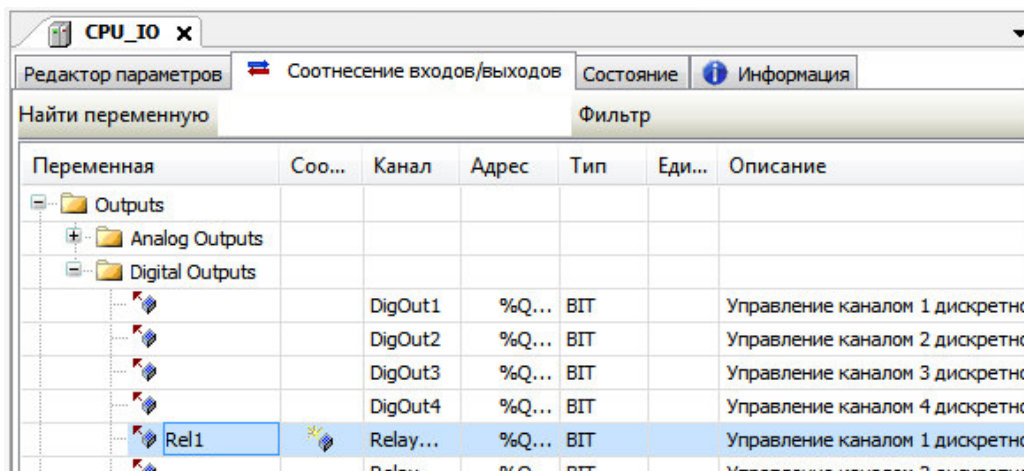 CPU_IO
Редактор параметров Соотнесение входов/выходов Состояние Информация
Найти переменную Фильтр
Переменная Соо... Канал Адрес Тип Еди... Описание
Outputs
Analog Outputs
Digital Outputs
DigOut1 %Q... BIT Управление каналом 1 дискретно
DigOut2 %Q... BIT Управление каналом 2 дискретно
DigOut3 %Q... BIT Управление каналом 3 дискретно
DigOut4 %Q... BIT Управление каналом 4 дискретно
Rel1 Relay... %Q... BIT Управление каналом 1 дискретно